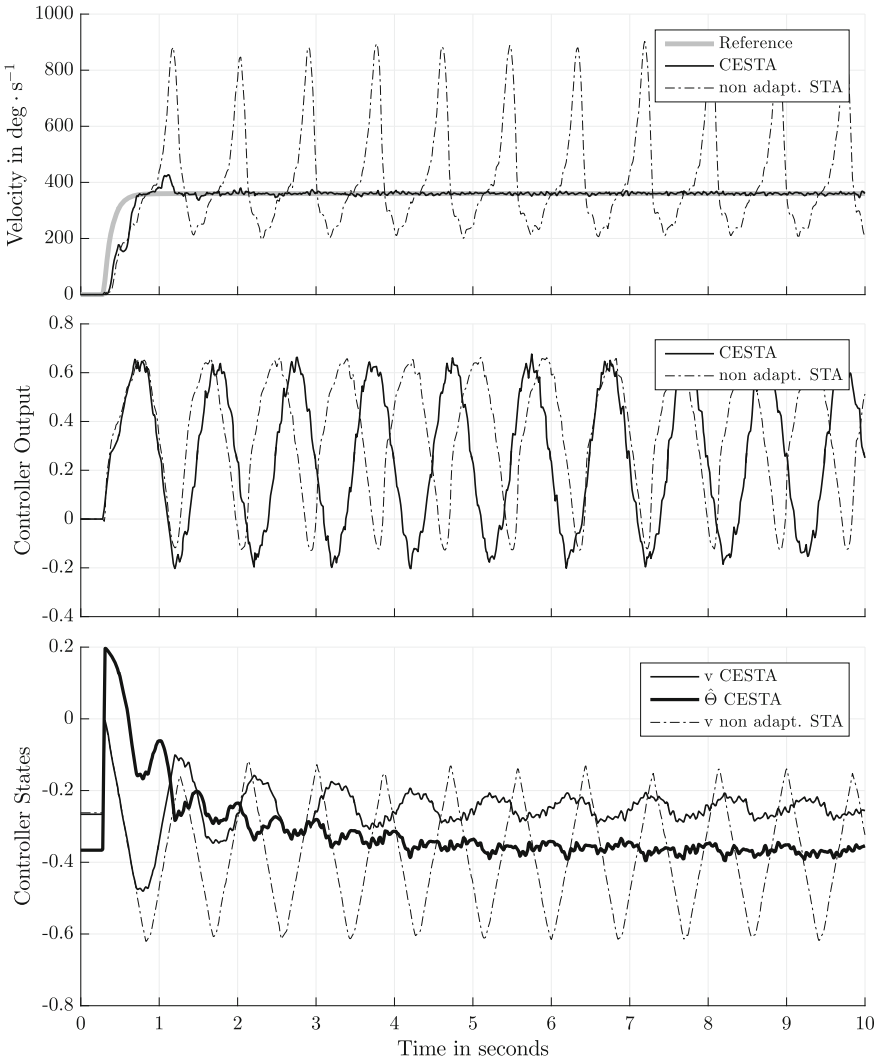 1000
800
600
400
200
0
Velocity in deg · s⁻¹
Reference
CESTA
non adapt. STA
0.8
0.6
0.4
0.2
0
-0.2
-0.4
Controller Output
CESTA
non adapt. STA
0.2
0
-0.2
-0.4
-0.6
-0.8
Controller States
v CESTA
Θ̂ CESTA
v non adapt. STA
0 1 2 3 4 5 6 7 8 9 10
Time in seconds